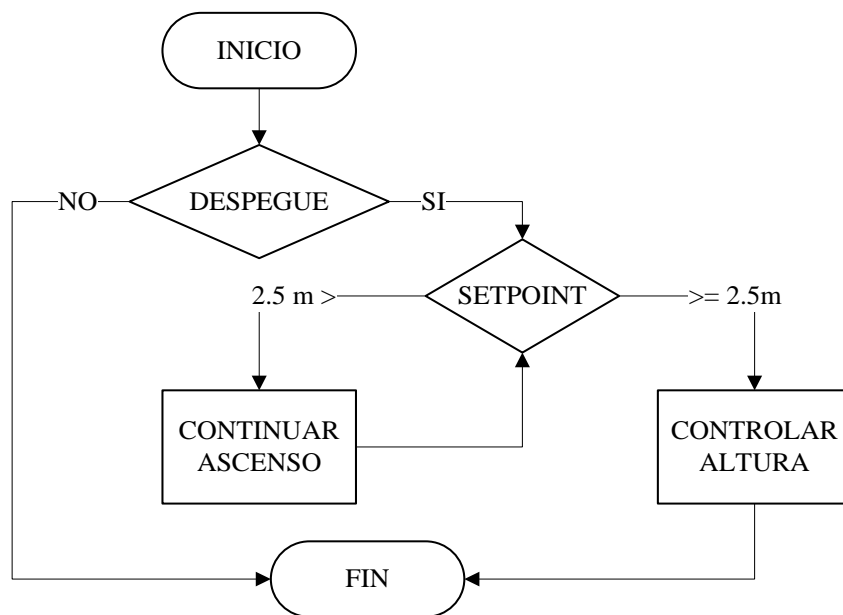 INICIO
NO
DESPEGUE
SI
2.5 m >
SETPOINT
>= 2.5m
CONTINUAR
ASCENSO
CONTROLAR
ALTURA
FIN